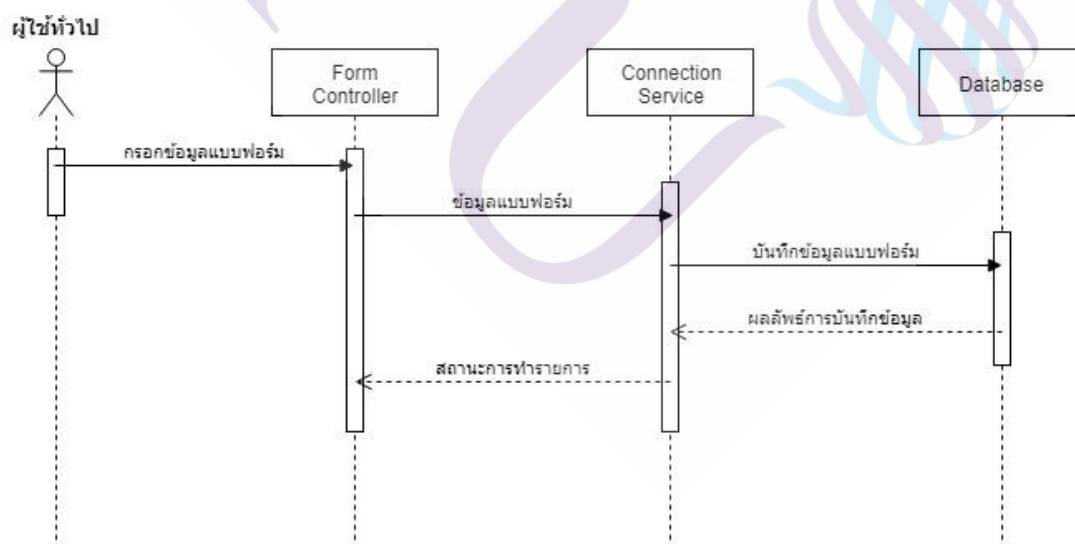 ผู้ใช้ทั่วไป
Form
Controller
Connection
Service
Database
กรอกข้อมูลแบบฟอร์ม
ข้อมูลแบบฟอร์ม
บันทึกข้อมูลแบบฟอร์ม
ผลลัพธ์การบันทึกข้อมูล
สถานะการทำรายการ